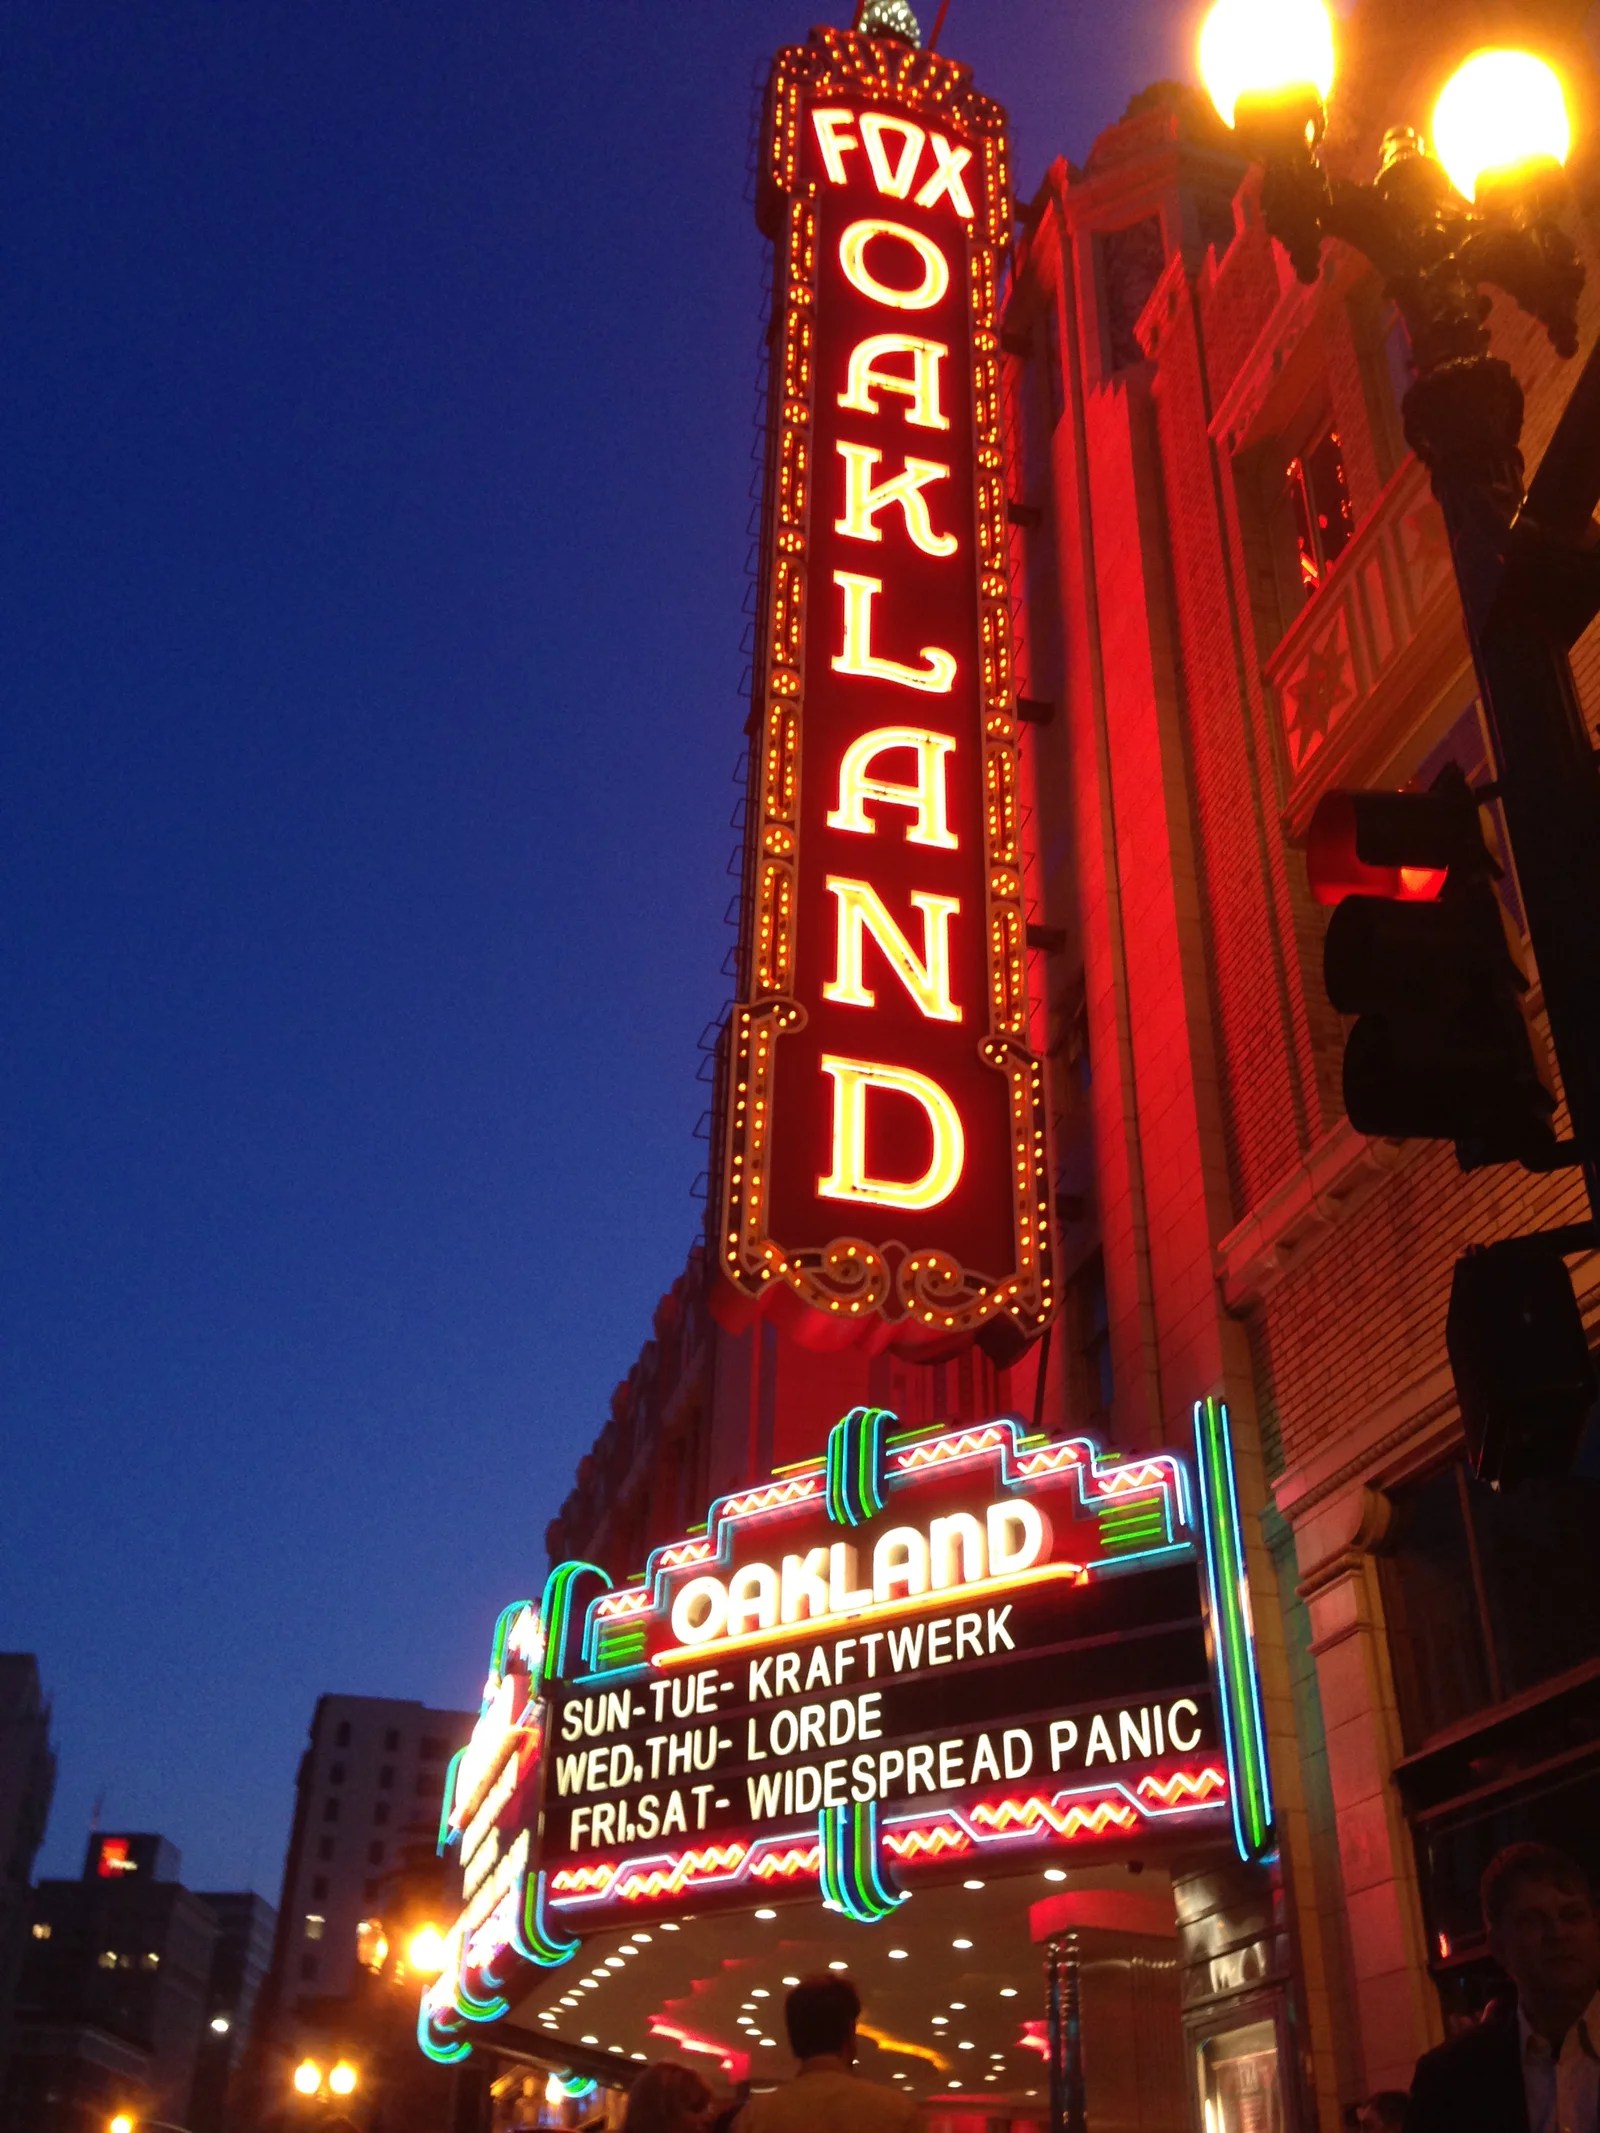 FOX
OAKLAND
OAKLAND
SUN-TUE- KRAFTWERK
WED,THU- LORDE
FRI,SAT- WIDESPREAD PANIC